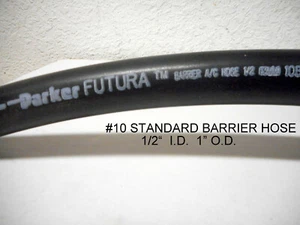 Parker FUTURA™ BARRIER A/C HOSE 1/2
#10 STANDARD BARRIER HOSE
1/2" I.D. 1" O.D.